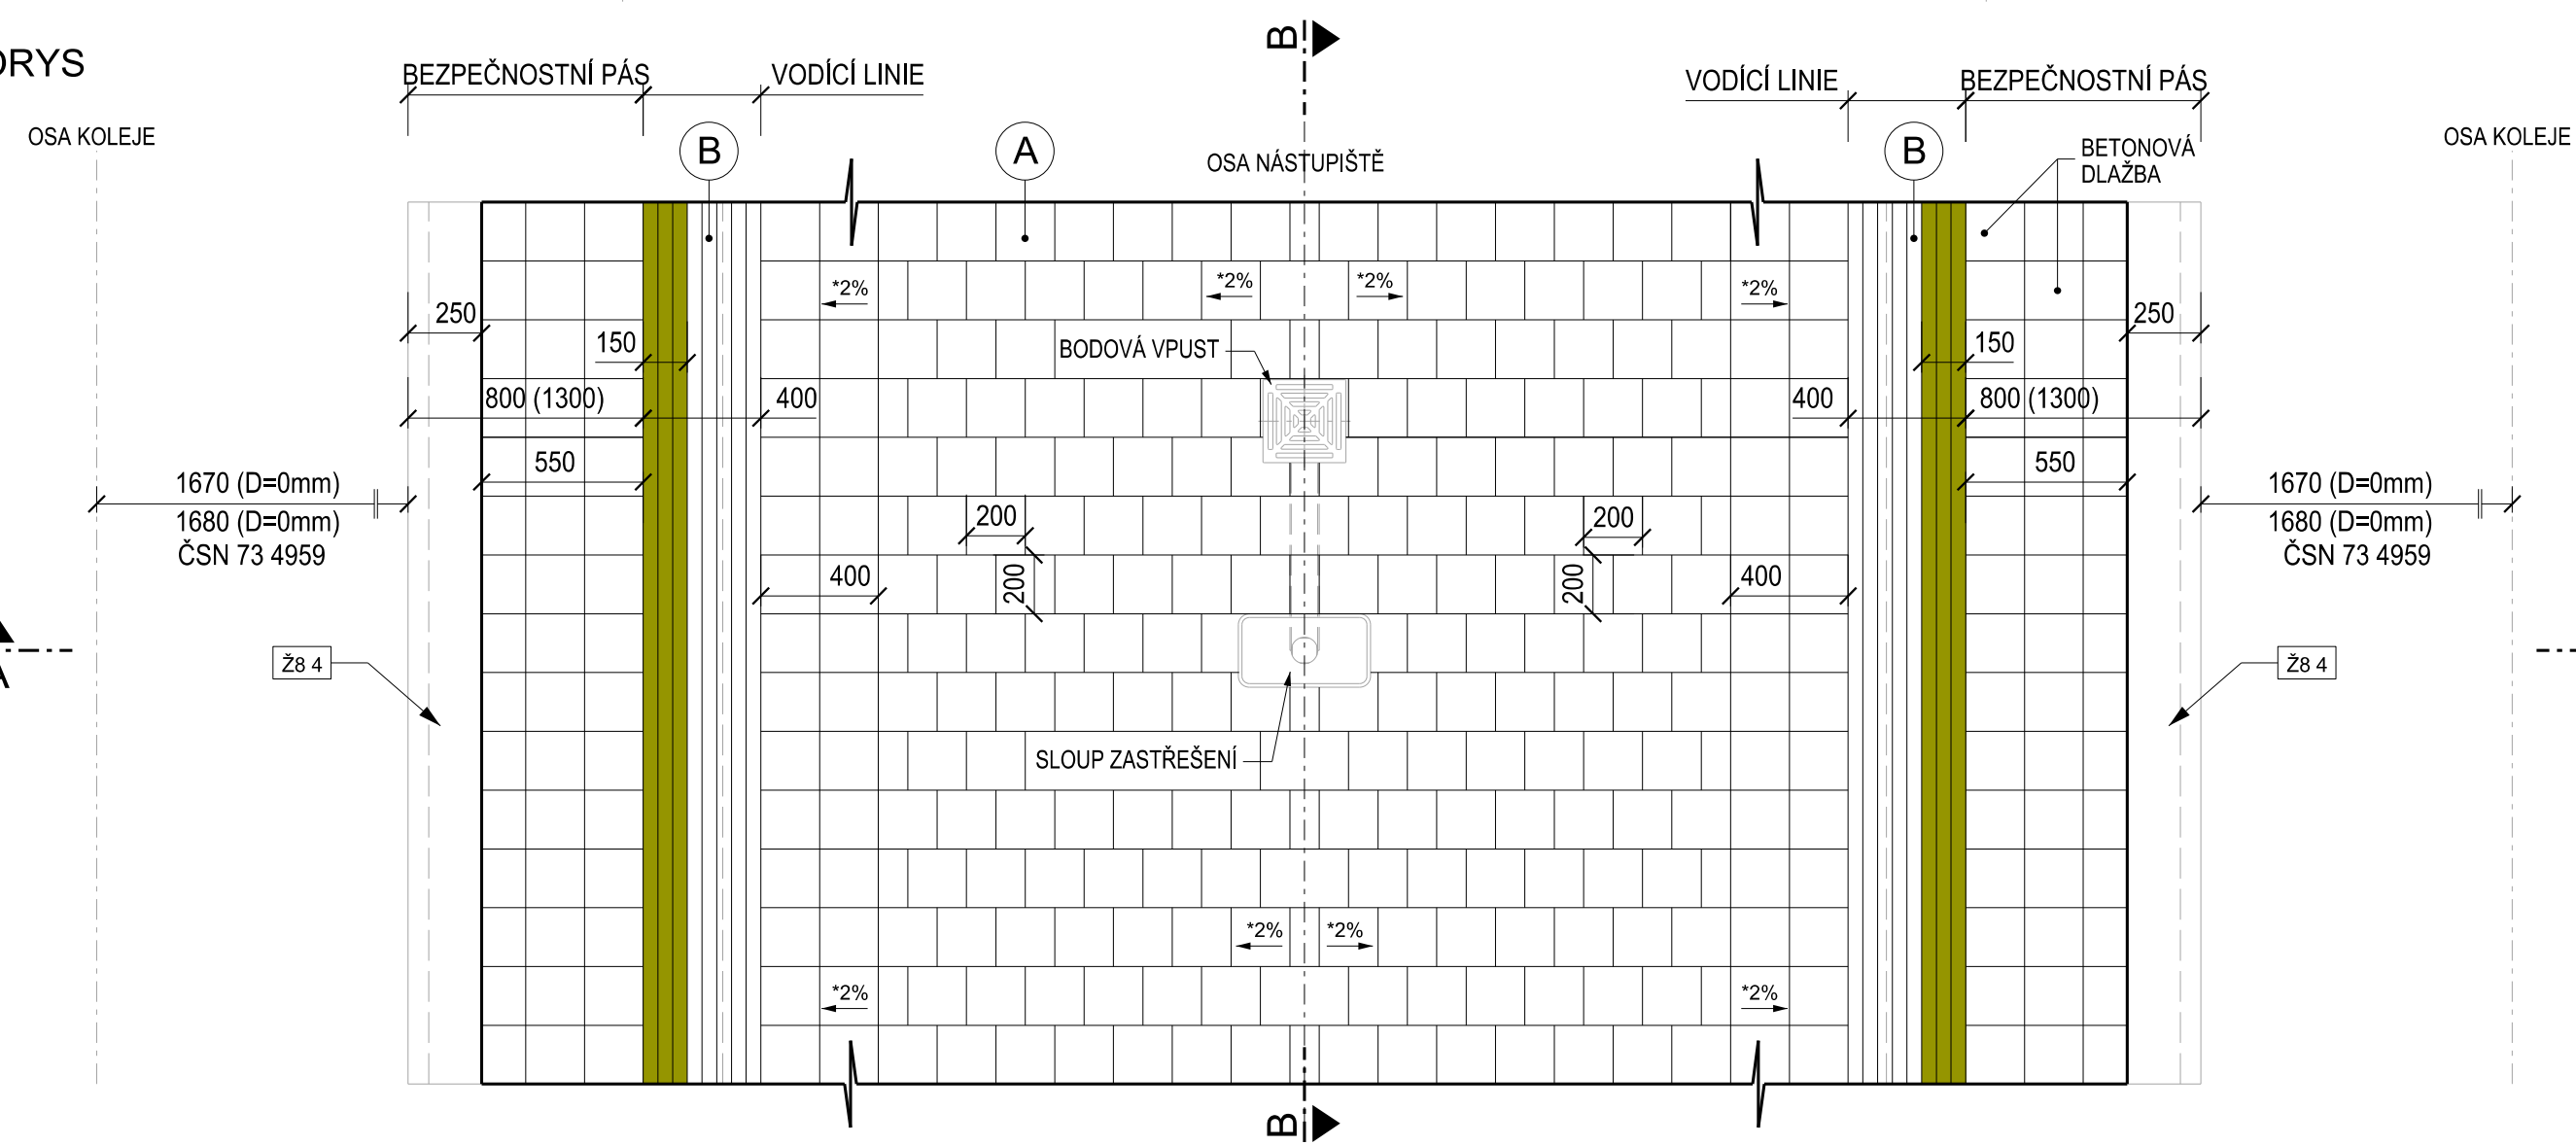 BEZPEČNOSTNÍ PÁS
VODÍCÍ LINIE
B
VODÍCÍ LINIE
BEZPEČNOSTNÍ PÁS
OSA KOLEJE
B
A
OSA NÁSTUPIŠTĚ
B
BETONOVÁ
DLAŽBA
OSA KOLEJE
*2%
*2%
*2%
*2%
250
150
BODOVÁ VPUST
250
150
800 (1300)
400
400
800 (1300)
550
550
1670 (D=0mm)
1680 (D=0mm)
ČSN 73 4959
200
200
400
200
200
400
1670 (D=0mm)
1680 (D=0mm)
ČSN 73 4959
Ž8 4
Ž8 4
SLOUP ZASTŘEŠENÍ
*2%
*2%
*2%
*2%
B